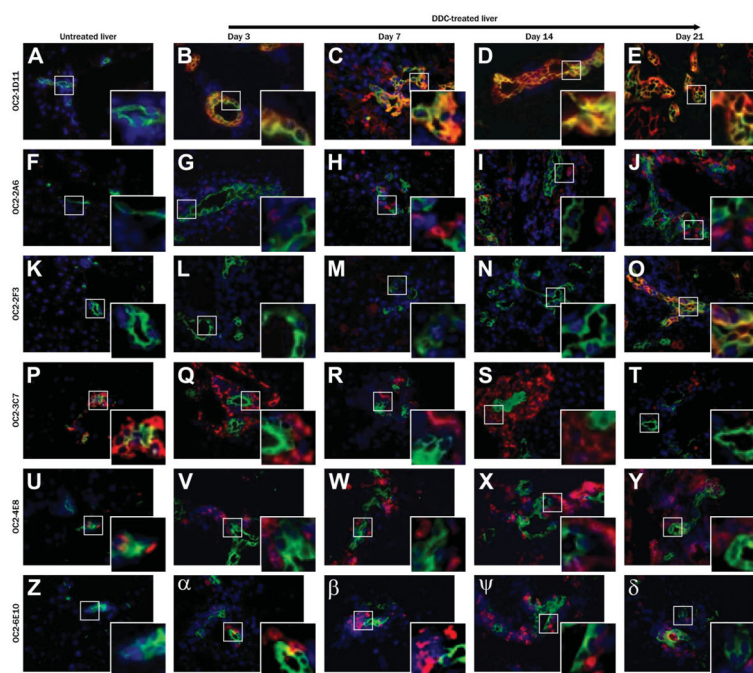 DDC-treated liver
Untreated liver Day 3 Day 7 Day 14 Day 21
OC2-1D11 A B C D E
OC2-2A6 F G H I J
OC2-2F3 K L M N O
OC2-3C7 P Q R S T
OC2-4E8 U V W X Y
OC2-6E10 Z α β ψ δ